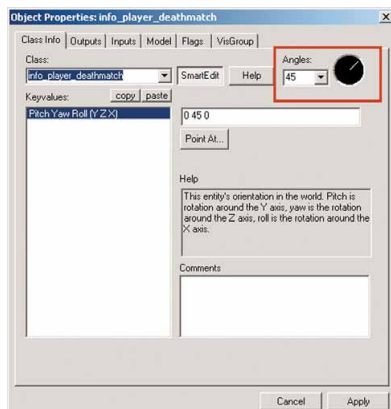 Object Properties: info_player_deathmatch
Class Info Outputs Inputs Model Flags VisGroup
Class:
info_player_deathmatch
SmartEdit
Help
Angles:
45
Keyvalues:
copy
paste
Pitch Yaw Roll (Y Z X)
0 45 0
Point At...
Help
This entity's orientation in the world. Pitch is
rotation around the Y axis, yaw is the rotation
around the Z axis, roll is the rotation around the
X axis.
Comments
Cancel
Apply